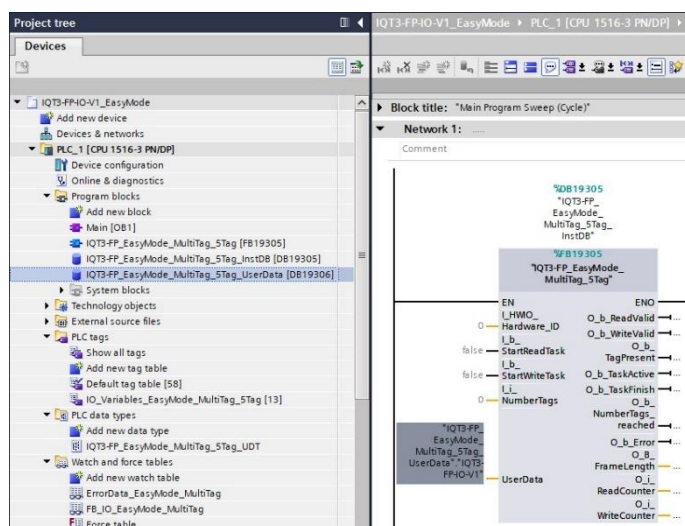 Project tree
Devices
IQT3-FP-IO-V1_EasyMode
Add new device
Devices & networks
PLC_1 [CPU 1516-3 PN/DP]
Device configuration
Online & diagnostics
Program blocks
Add new block
Main [OB1]
IQT3-FP_EasyMode_MultiTag_5Tag [FB19305]
IQT3-FP_EasyMode_MultiTag_5Tag_InstDB [DB19305]
IQT3-FP_EasyMode_MultiTag_5Tag_UserData [DB19306]
System blocks
Technology objects
External source files
PLC tags
Show all tags
Add new tag table
Default tag table [58]
IO_Variables_EasyMode_MultiTag_5Tag [13]
PLC data types
Add new data type
IQT3-FP_EasyMode_MultiTag_5Tag_UDT
Watch and force tables
Add new watch table
ErrorData_EasyMode_MultiTag
FB_IO_EasyMode_MultiTag
Force table
IQT3-FP-IO-V1_EasyMode ▸ PLC_1 [CPU 1516-3 PN/DP] ▸
Block title: "Main Program Sweep (Cycle)"
Network 1: .....
Comment
%DB19305
"IQT3-FP_
EasyMode_
MultiTag_5Tag_
InstDB"
%FB19305
"IQT3-FP_EasyMode_
MultiTag_5Tag"
EN
0 I_HWIO_
Hardware_ID
false I_b_
StartReadTask
false I_b_
StartWriteTask
0 I_i_
NumberTags
"IQT3-FP_
EasyMode_
MultiTag_5Tag_
UserData"."IQT3-
FP-IO-V1"
UserData
ENO
O_b_ReadValid ...
O_b_WriteValid ...
O_b_
TagPresent ...
O_b_TaskActive ...
O_b_TaskFinish ...
O_b_
NumberTags_
reached ...
O_b_Error ...
O_B_
FrameLength ...
O_i_
ReadCounter ...
O_i_
WriteCounter ...